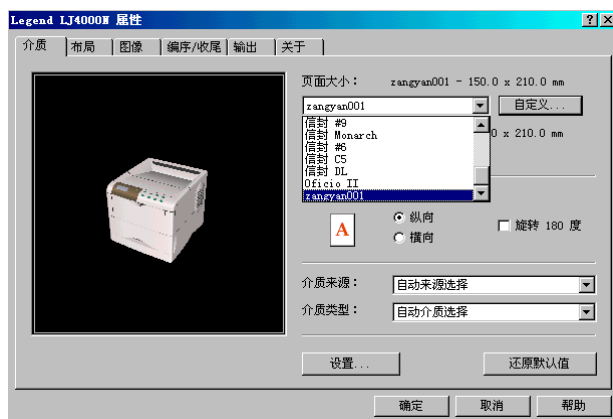 Legend LJ4000N 属性
介质 布局 图像 编序/收尾 输出 关于
页面大小： zangyan001 - 150.0 x 210.0 mm
zangyan001 自定义...
信封 #9
信封 Monarch
0 x 210.0 mm
信封 #6
信封 C5
信封 DL
Oficio II
zangyan001
A
纵向
横向
旋转 180 度
介质来源： 自动来源选择
介质类型： 自动介质选择
设置... 还原默认值
确定 取消 帮助